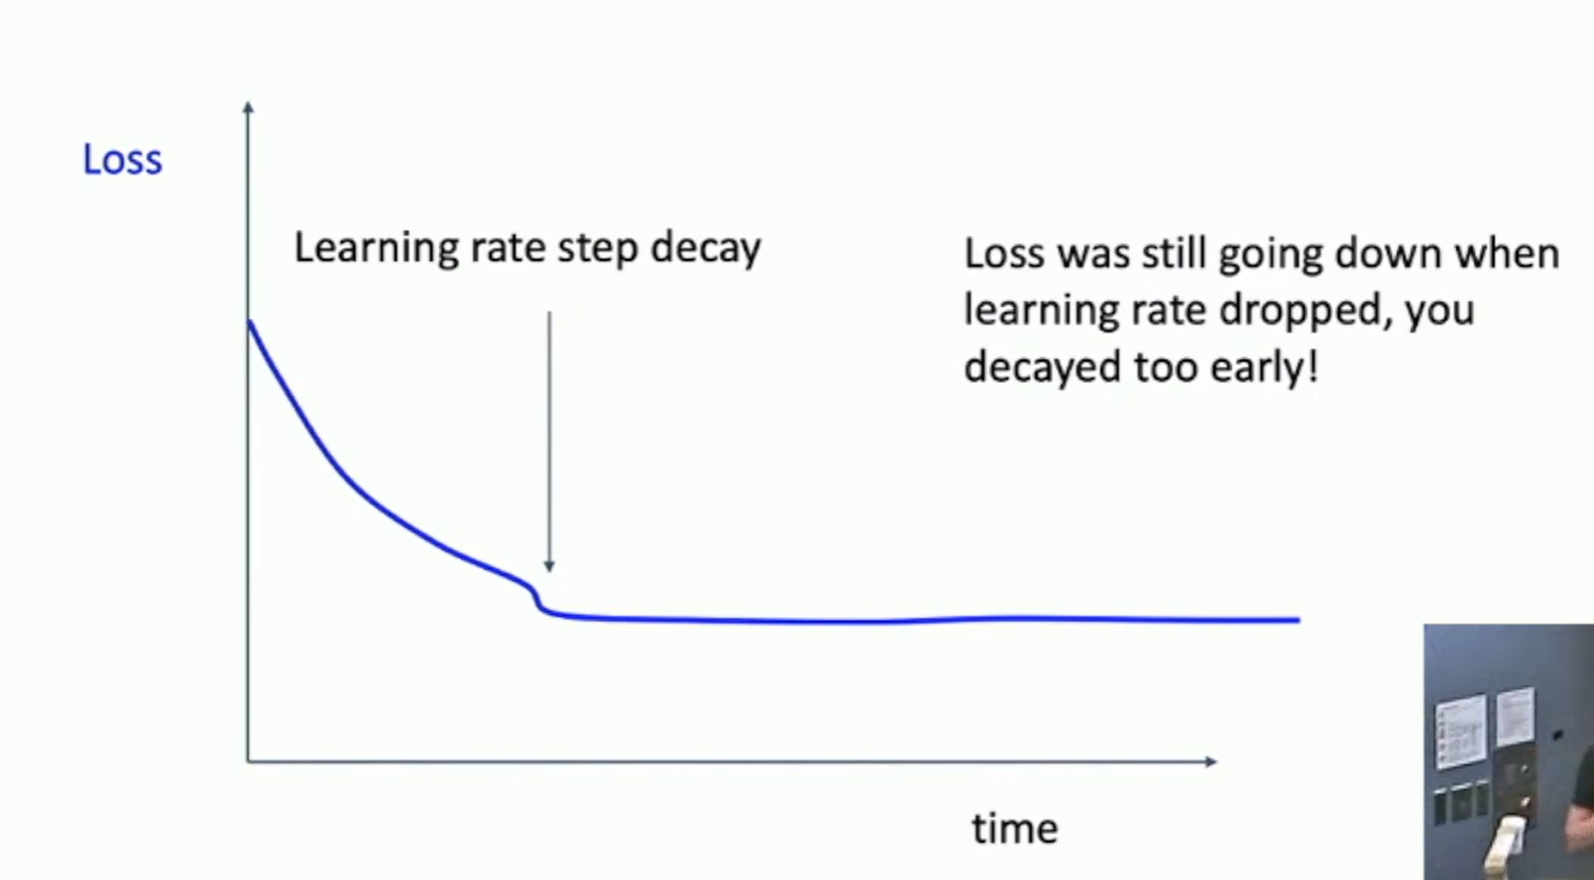 Loss
Learning rate step decay
Loss was still going down when
learning rate dropped, you
decayed too early!
time